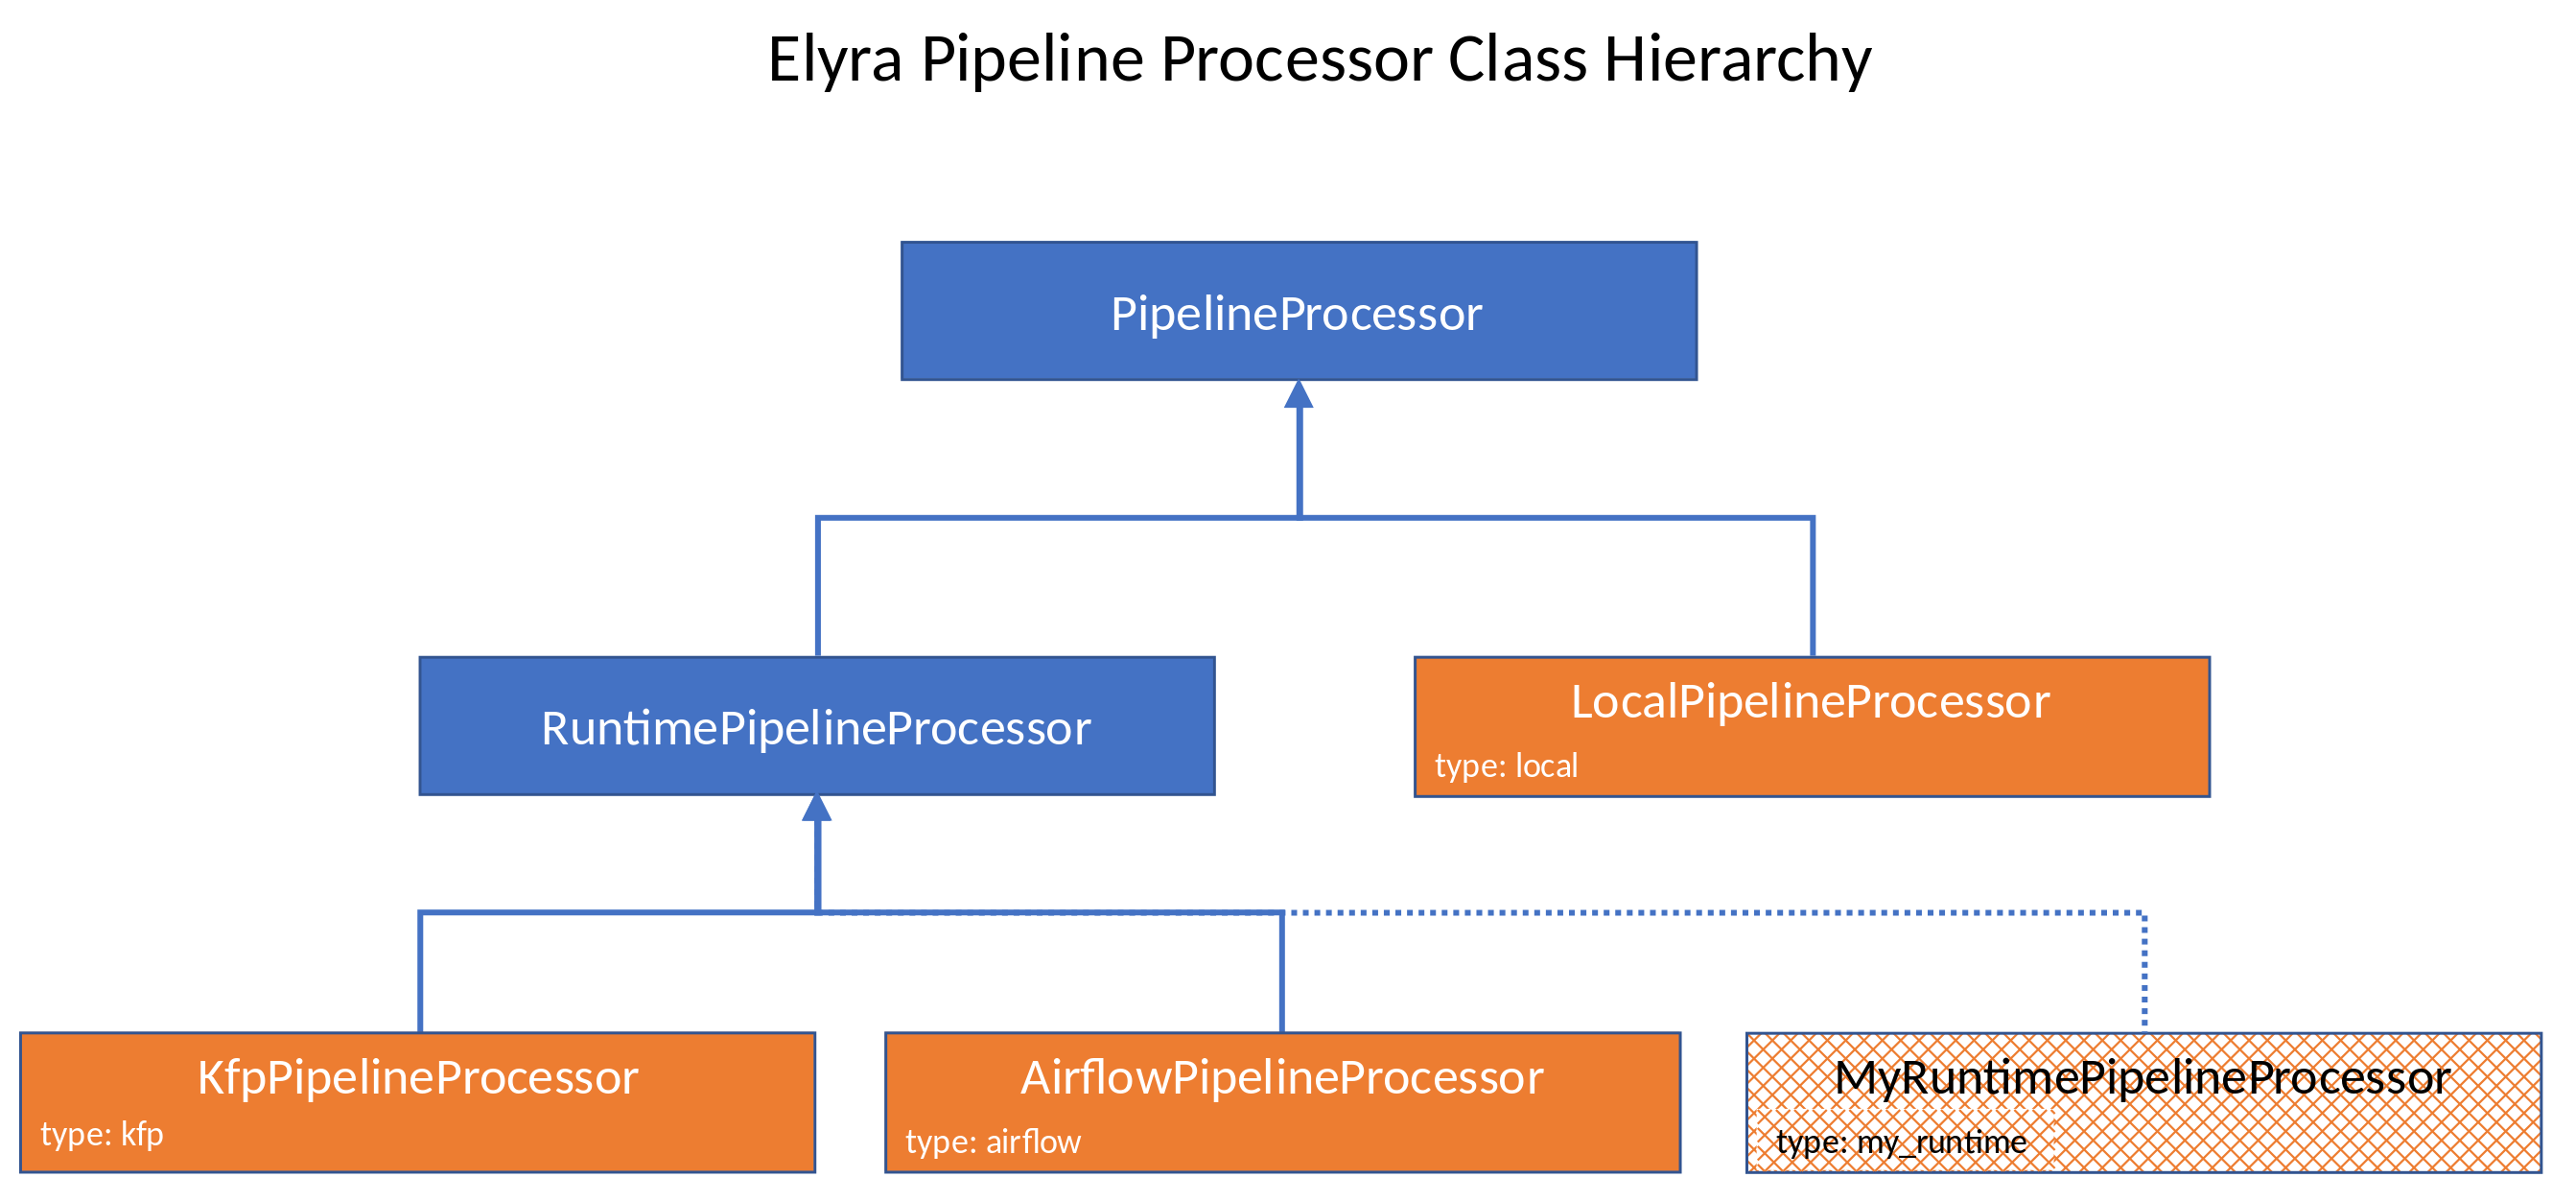 Elyra Pipeline Processor Class Hierarchy
PipelineProcessor
RuntimePipelineProcessor
LocalPipelineProcessor
type: local
KfpPipelineProcessor
type: kfp
AirflowPipelineProcessor
type: airflow
MyRuntimePipelineProcessor
type: my_runtime